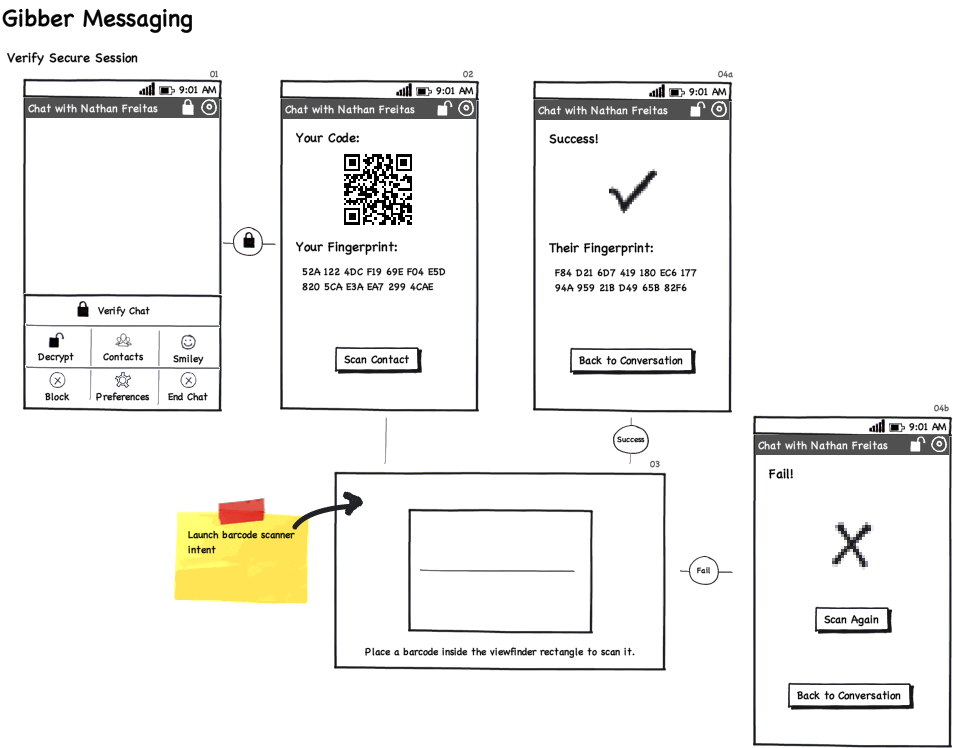 Gibber Messaging
Verify Secure Session
01
9:01 AM
Chat with Nathan Freitas
Verify Chat
Decrypt
Contacts
Smiley
Block
Preferences
End Chat
02
9:01 AM
Chat with Nathan Freitas
Your Code:
Your Fingerprint:
52A 122 4DC F19 69E F04 E5D
820 5CA E3A EA7 299 4CAE
Scan Contact
04a
9:01 AM
Chat with Nathan Freitas
Success!
Their Fingerprint:
F84 D21 6D7 419 180 EC6 177
94A 959 21B D49 65B 82F6
Back to Conversation
Success
03
Launch barcode scanner
intent
Place a barcode inside the viewfinder rectangle to scan it.
Fail
04b
9:01 AM
Chat with Nathan Freitas
Fail!
Scan Again
Back to Conversation